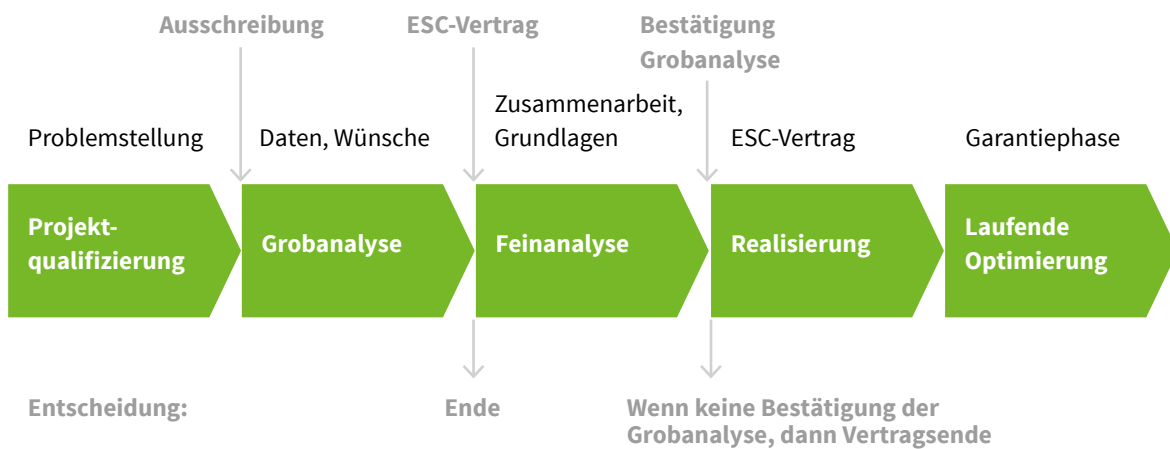 Ausschreibung
ESC-Vertrag
Bestätigung
Grobanalyse
Problemstellung
Daten, Wünsche
Zusammenarbeit,
Grundlagen
ESC-Vertrag
Garantiephase
Projekt-
qualifizierung
Grobanalyse
Feinanalyse
Realisierung
Laufende
Optimierung
Entscheidung:
Ende
Wenn keine Bestätigung der
Grobanalyse, dann Vertragsende